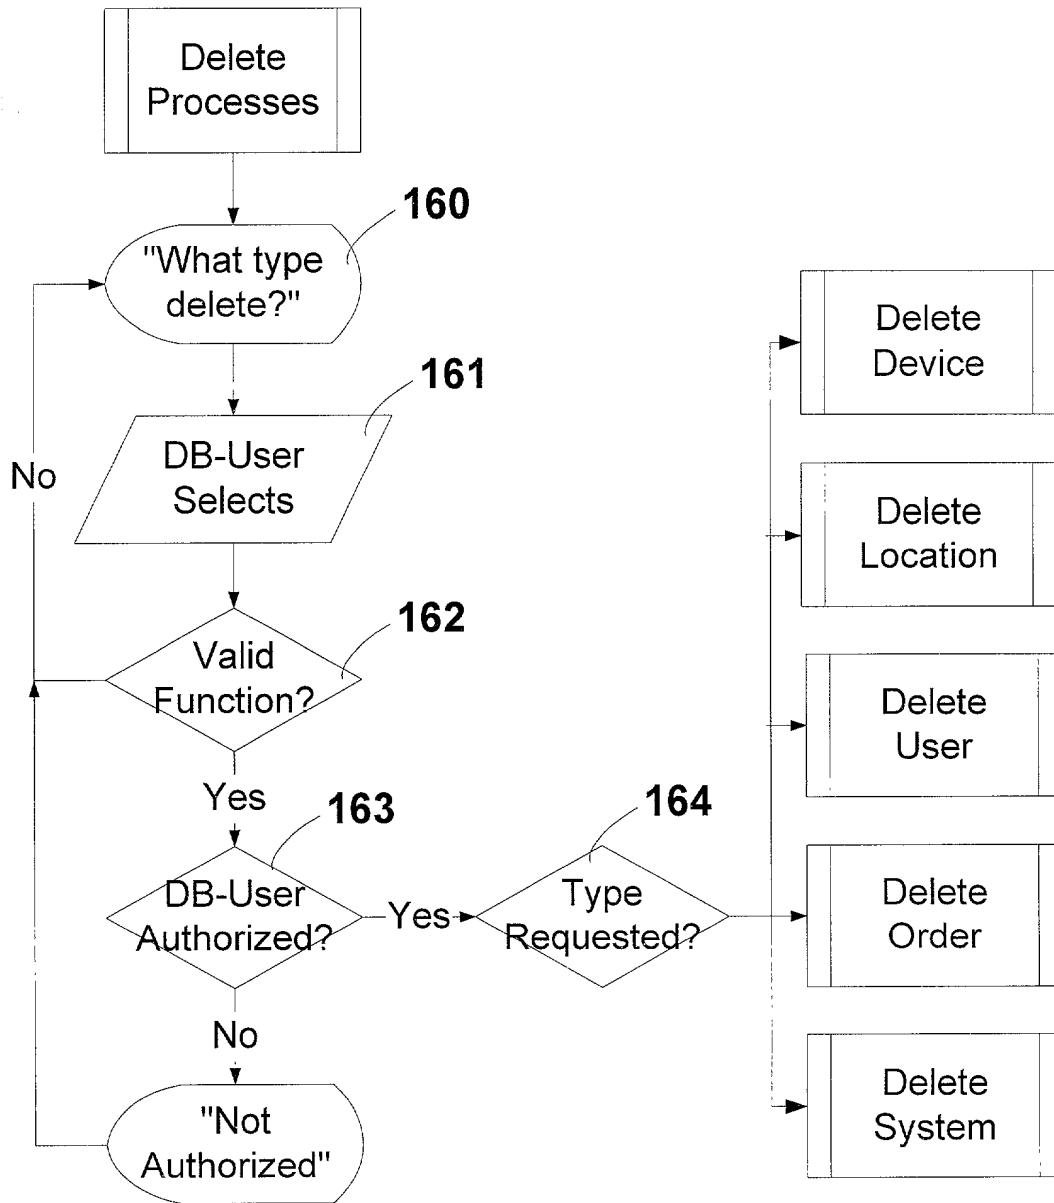 Delete
Processes
160
"What type
delete?"
161
DB-User
Selects
No
162
Valid
Function?
Yes
163
DB-User
Authorized?
Yes
164
Type
Requested?
No
"Not
Authorized"
Delete
Device
Delete
Location
Delete
User
Delete
Order
Delete
System